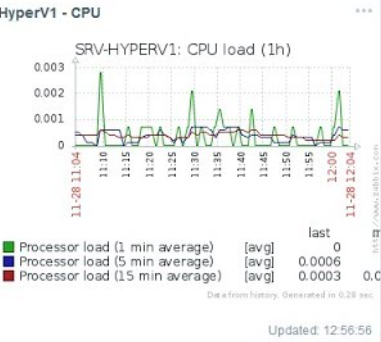 HyperV1 - CPU
SRV-HYPERV1: CPU load (1h)
0.003
0.002
0.001
0
11-28 11:04
11:10
11:15
11:20
11:25
11:30
11:35
11:40
11:45
11:50
11:55
12:00
11-28 12:04
http://www.zabbix.com
last
Processor load (1 min average) [avg] 0
Processor load (5 min average) [avg] 0.0006
Processor load (15 min average) [avg] 0.0003 0.0
Data from history. Generated in 0.28 sec
Updated: 12:56:56